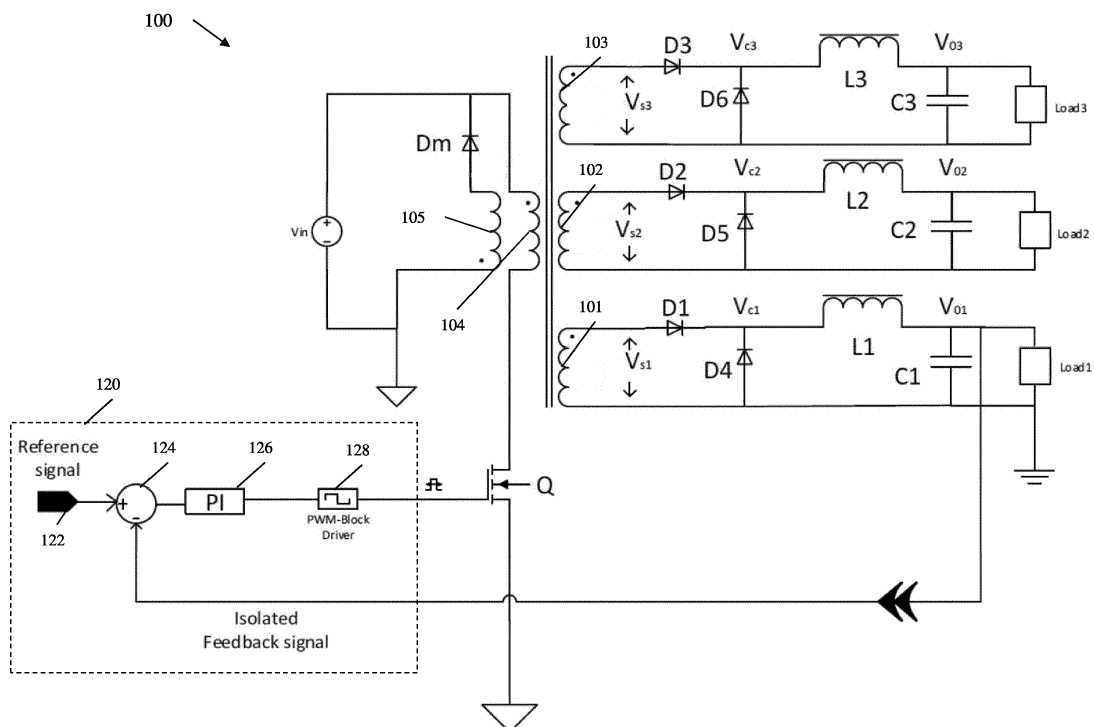 100
103
D3
Vc3
V03
L3
Vs3
D6
C3
Load3
Dm
102
D2
Vc2
V02
L2
105
Vin
Vs2
D5
C2
Load2
104
101
D1
Vc1
V01
L1
Vs1
D4
C1
Load1
120
Reference
signal
124
126
128
+
-
PI
Q
122
PWM-Block
Driver
Isolated
Feedback signal